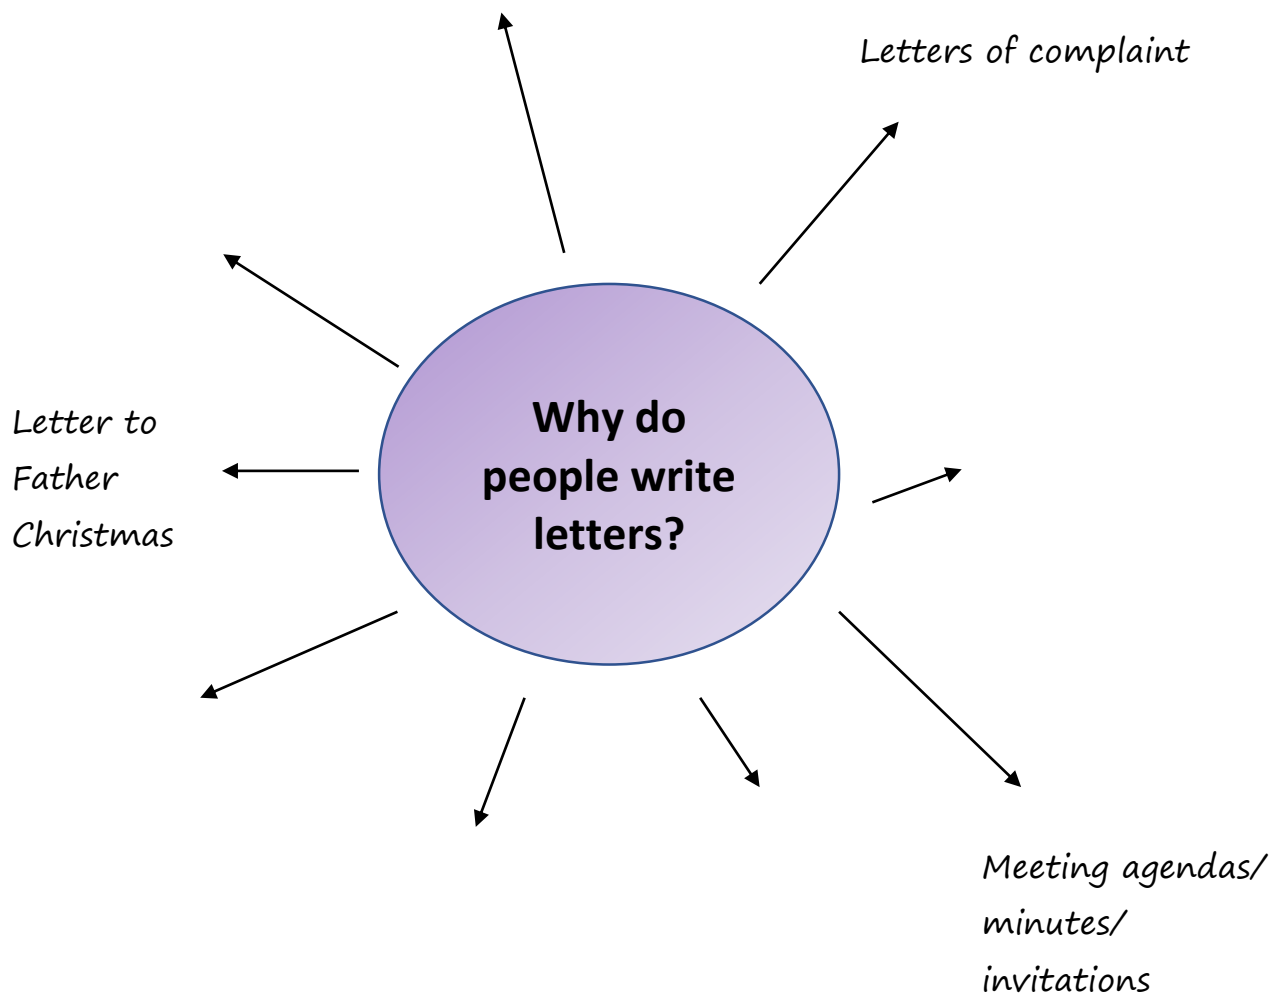 Letters of complaint
Why do
people write
letters?
Letter to
Father
Christmas
Meeting agendas/
minutes/
invitations